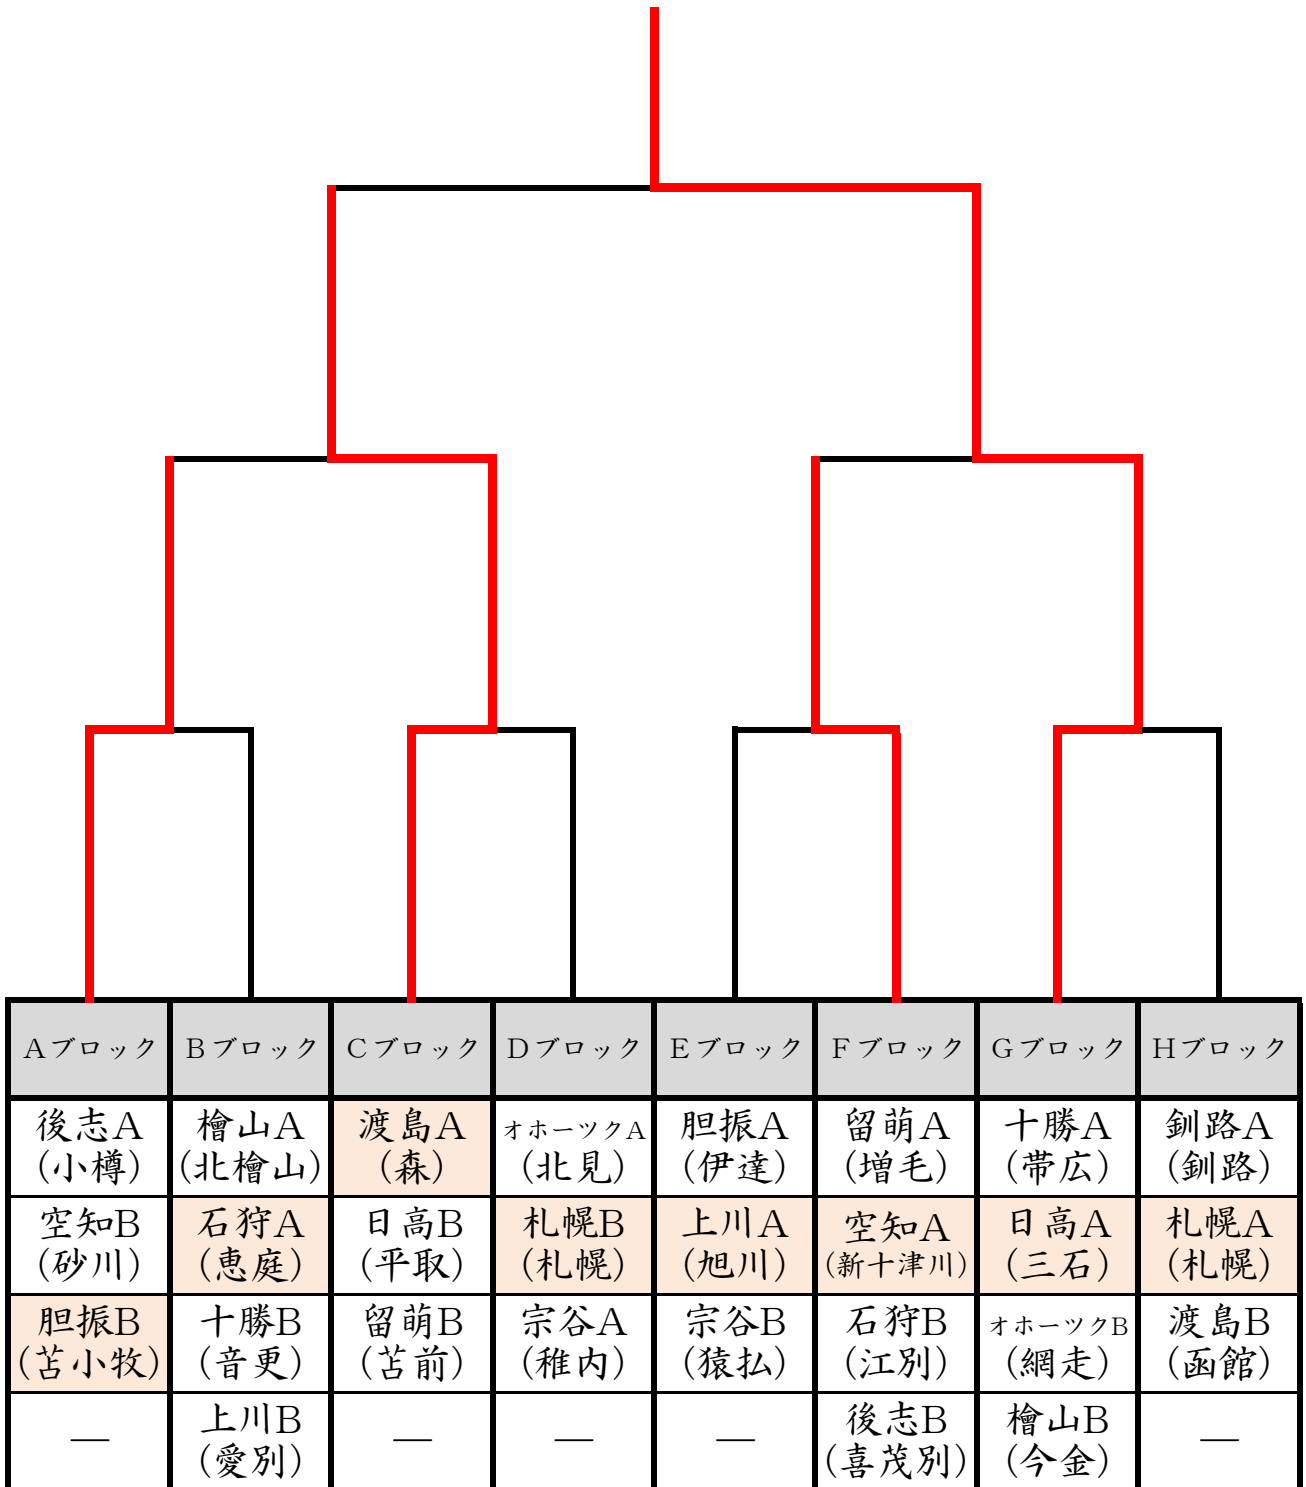 Aブロック Bブロック Cブロック Dブロック Eブロック Fブロック Gブロック Hブロック
後志A 檜山A 渡島A オホーツクA 胆振A 留萌A 十勝A 釧路A
(小樽) (北檜山) (森) (北見) (伊達) (増毛) (帯広) (釧路)
空知B 石狩A 日高B 札幌B 上川A 空知A 日高A 札幌A
(砂川) (恵庭) (平取) (札幌) (旭川) (新十津川) (三石) (札幌)
胆振B 十勝B 留萌B 宗谷A 宗谷B 石狩B オホーツクB 渡島B
(苫小牧) (音更) (苫前) (稚内) (猿払) (江別) (網走) (函館)
― 上川B ― ― ― 後志B 檜山B ―
(愛別) (喜茂別) (今金)